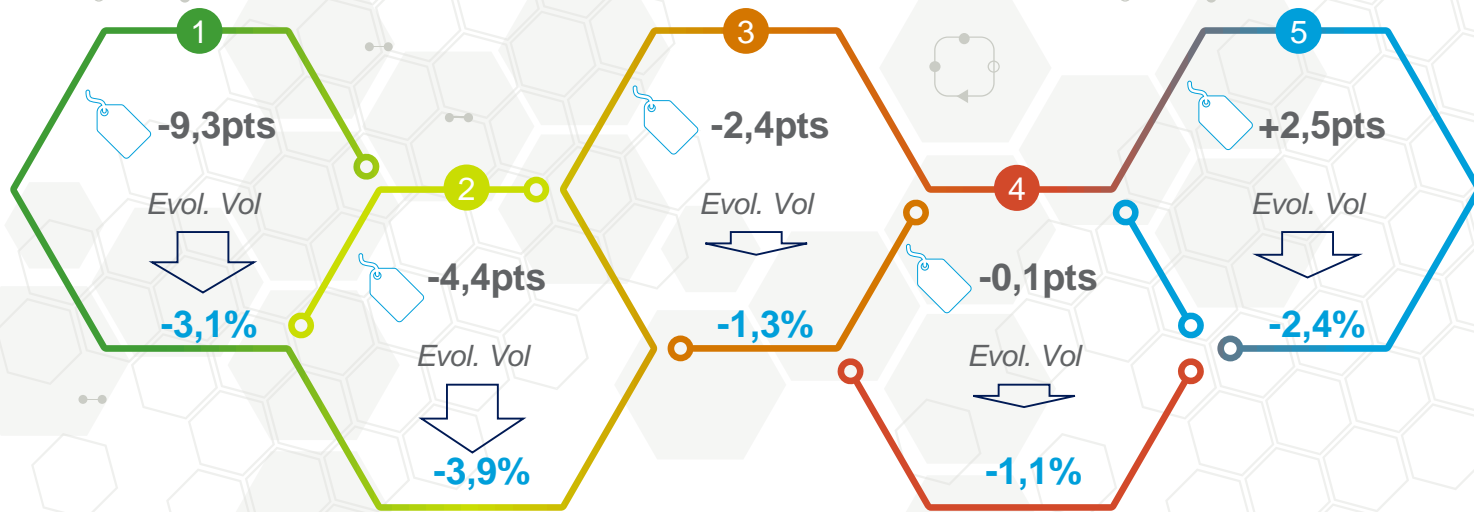 1
-9,3pts
Evol. Vol
-3,1%
2
-4,4pts
Evol. Vol
-3,9%
3
-2,4pts
Evol. Vol
-1,3%
4
-0,1pts
Evol. Vol
-1,1%
5
+2,5pts
Evol. Vol
-2,4%